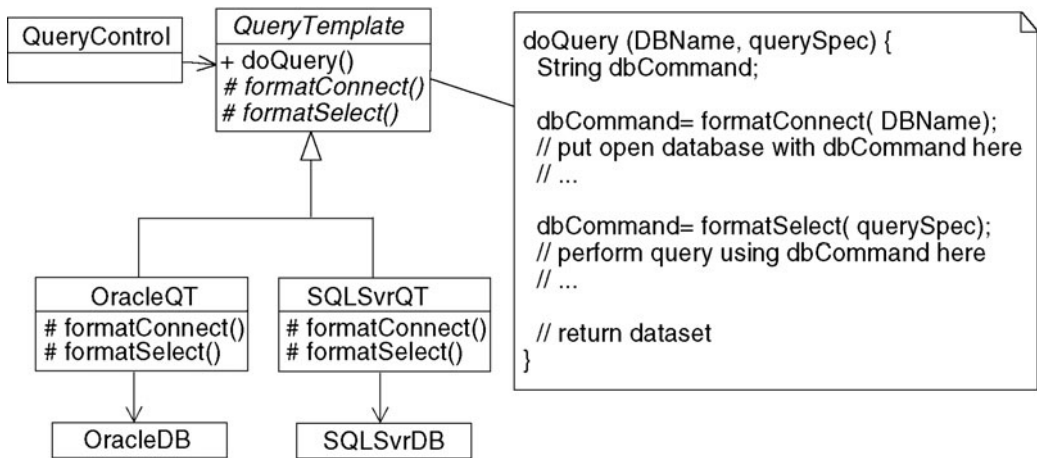 QueryControl
QueryTemplate
+ doQuery()
# formatConnect()
# formatSelect()
doQuery (DBName, querySpec) {
String dbCommand;
dbCommand= formatConnect( DBName);
// put open database with dbCommand here
// ...
dbCommand= formatSelect( querySpec);
// perform query using dbCommand here
// ...
// return dataset
}
OracleQT
# formatConnect()
# formatSelect()
SQLSvrQT
# formatConnect()
# formatSelect()
OracleDB
SQLSvrDB